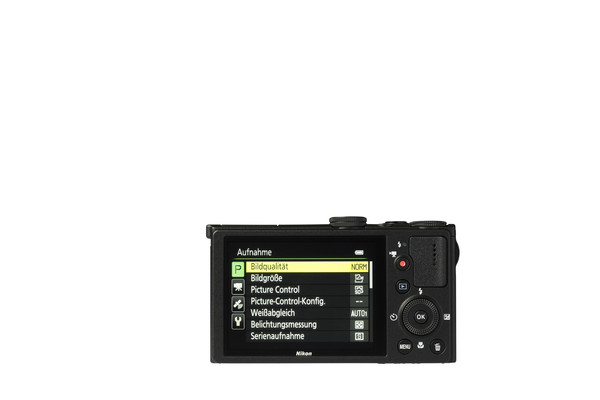 Aufnahme
P
Bildqualität NORM
Bildgröße
Picture Control
Picture-Control-Konfig. --
Weißabgleich AUTO1
Belichtungsmessung
Serienaufnahme S
OK
MENU
Nikon